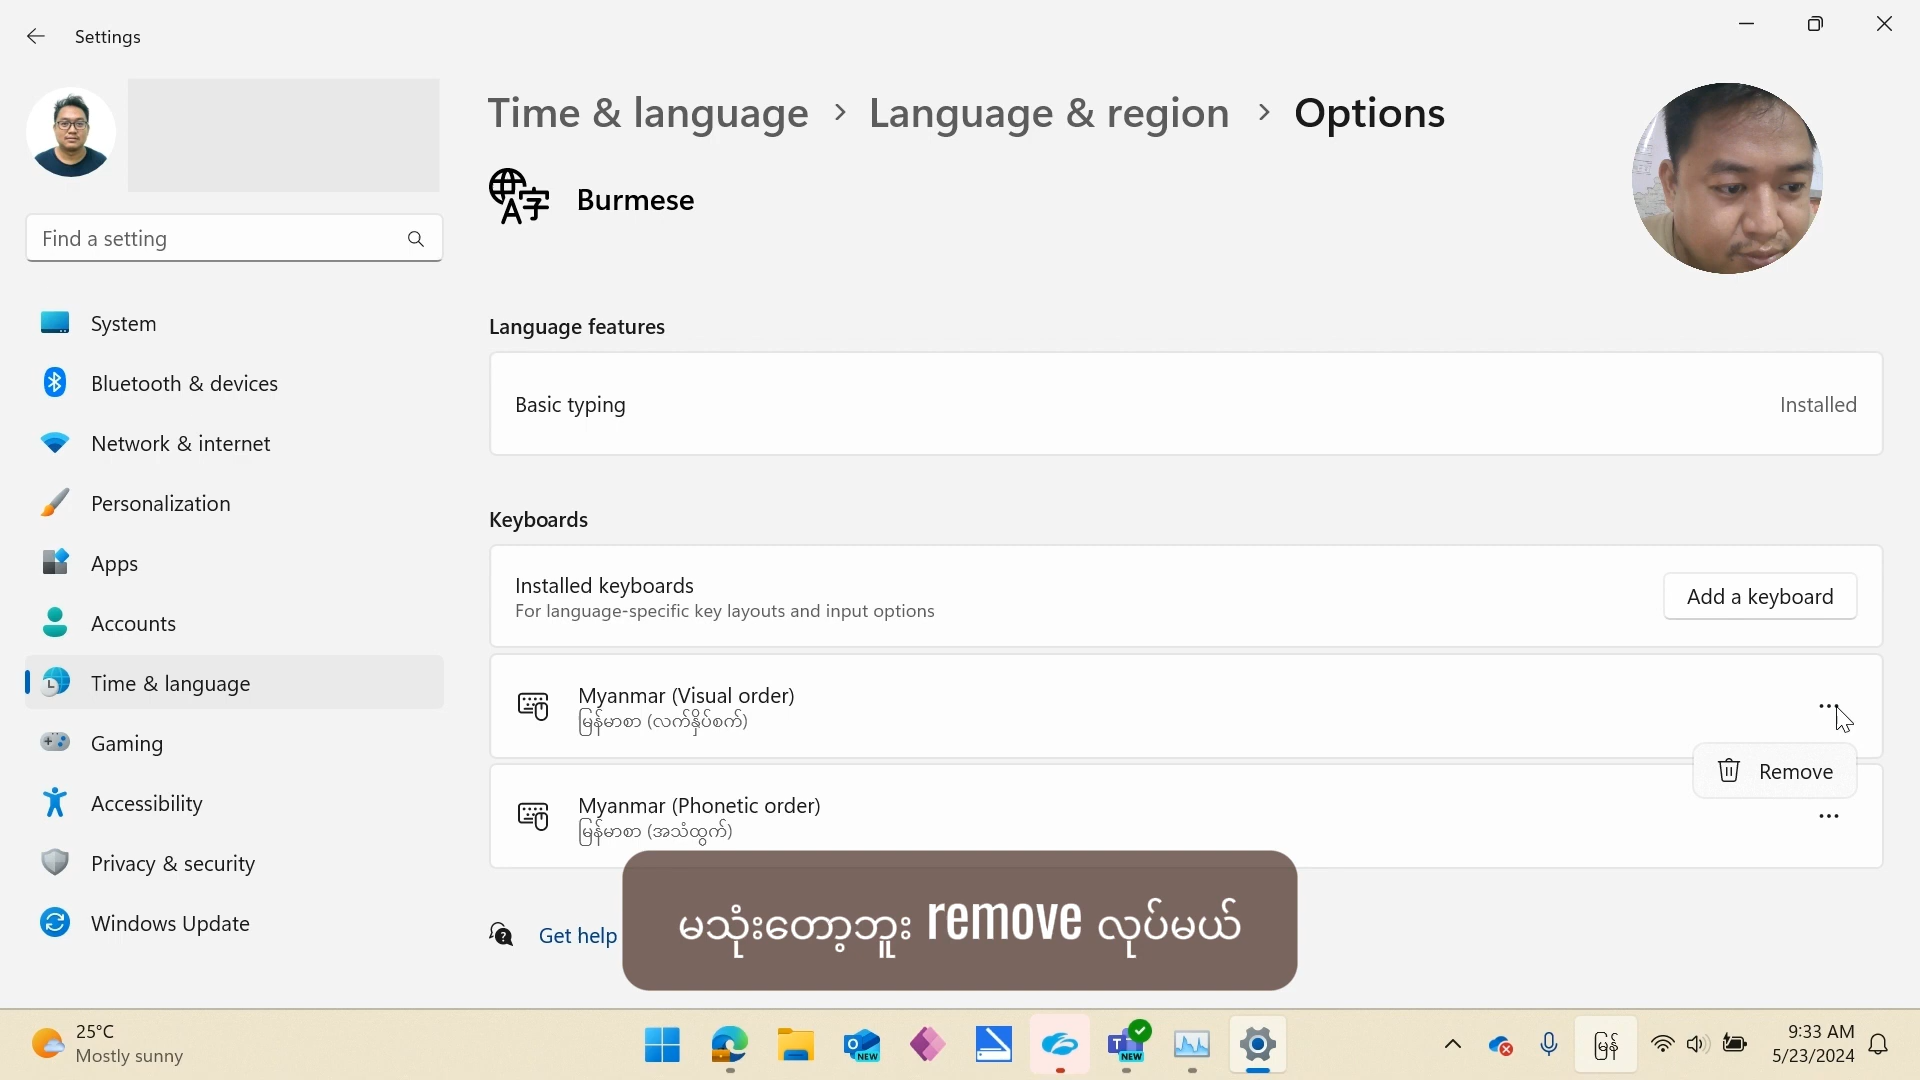 Settings
Time & language > Language & region > Options
Burmese
Find a setting
System
Bluetooth & devices
Network & internet
Personalization
Apps
Accounts
Time & language
Gaming
Accessibility
Privacy & security
Windows Update
Language features
Basic typing
Installed
Keyboards
Installed keyboards
For language-specific key layouts and input options
Add a keyboard
Myanmar (Visual order)
မြန်မာစာ (လက်နှိပ်စက်)
Remove
Myanmar (Phonetic order)
မြန်မာစာ (အသံထွက်)
Get help
မသုံးတော့ဘူး remove လုပ်မယ်
25°C
Mostly sunny
NEW
NEW
မြန်
9:33 AM
5/23/2024